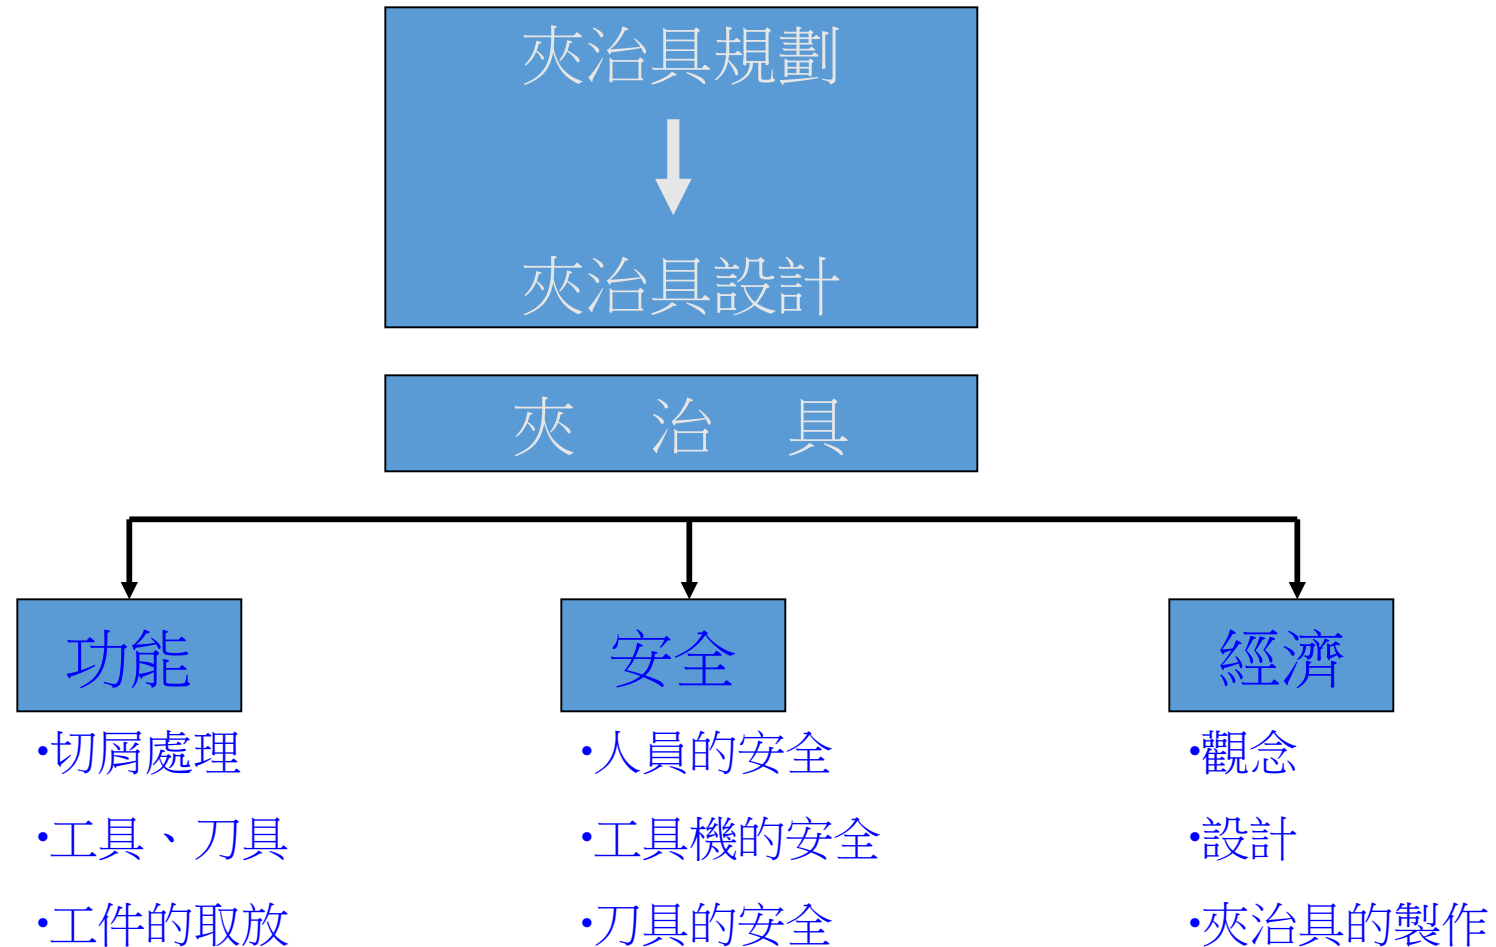 夾治具規劃
夾治具設計
夾 治 具
功能
•切屑處理
•工具、刀具
•工件的取放
安全
•人員的安全
•工具機的安全
•刀具的安全
經濟
•觀念
•設計
•夾治具的製作